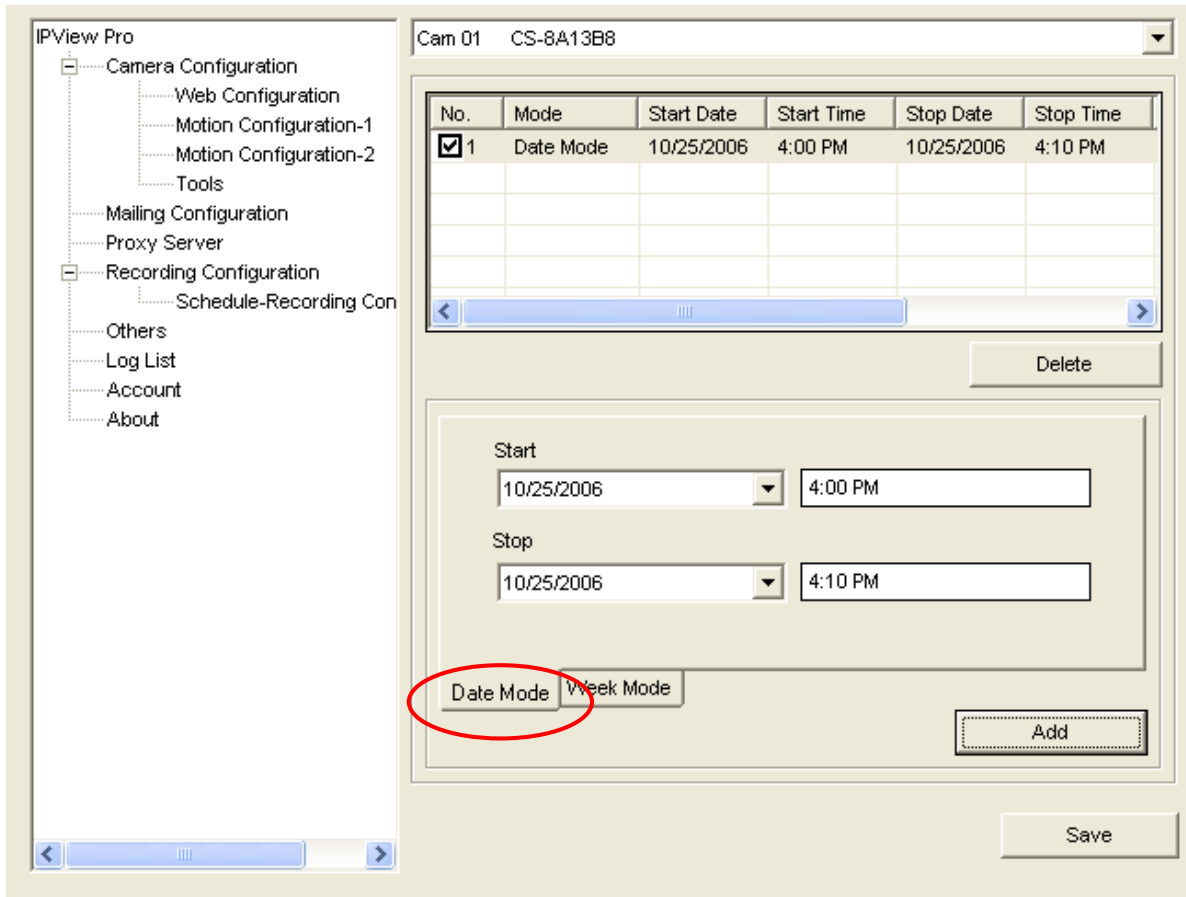 IPView Pro
Camera Configuration
Web Configuration
Motion Configuration-1
Motion Configuration-2
Tools
Mailing Configuration
Proxy Server
Recording Configuration
Schedule-Recording Con
Others
Log List
Account
About
Cam 01 CS-8A13B8
No. Mode Start Date Start Time Stop Date Stop Time
1 Date Mode 10/25/2006 4:00 PM 10/25/2006 4:10 PM
Delete
Start
10/25/2006 4:00 PM
Stop
10/25/2006 4:10 PM
Date Mode Week Mode
Add
Save